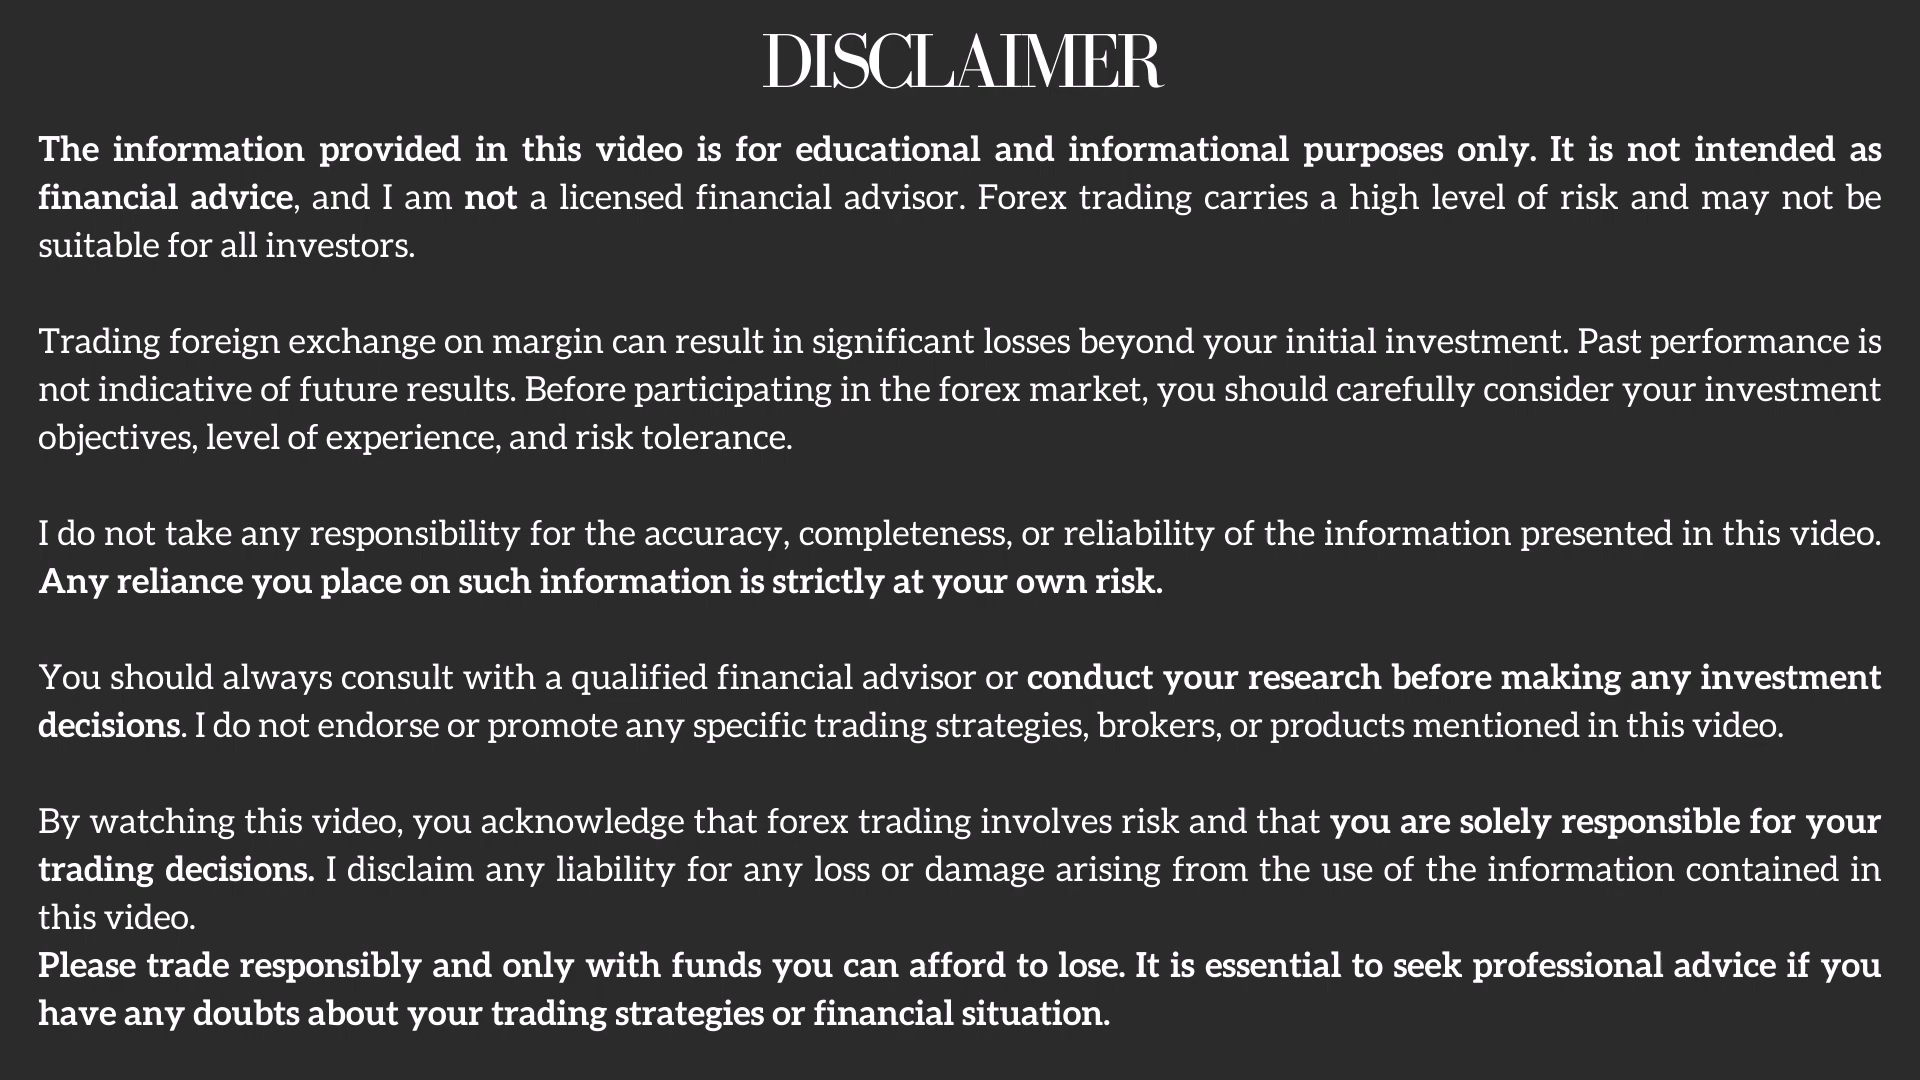 DISCLAIMER
The information provided in this video is for educational and informational purposes only. It is not intended as
financial advice, and I am not a licensed financial advisor. Forex trading carries a high level of risk and may not be
suitable for all investors.
Trading foreign exchange on margin can result in significant losses beyond your initial investment. Past performance is
not indicative of future results. Before participating in the forex market, you should carefully consider your investment
objectives, level of experience, and risk tolerance.
I do not take any responsibility for the accuracy, completeness, or reliability of the information presented in this video.
Any reliance you place on such information is strictly at your own risk.
You should always consult with a qualified financial advisor or conduct your research before making any investment
decisions. I do not endorse or promote any specific trading strategies, brokers, or products mentioned in this video.
By watching this video, you acknowledge that forex trading involves risk and that you are solely responsible for your
trading decisions. I disclaim any liability for any loss or damage arising from the use of the information contained in
this video.
Please trade responsibly and only with funds you can afford to lose. It is essential to seek professional advice if you
have any doubts about your trading strategies or financial situation.